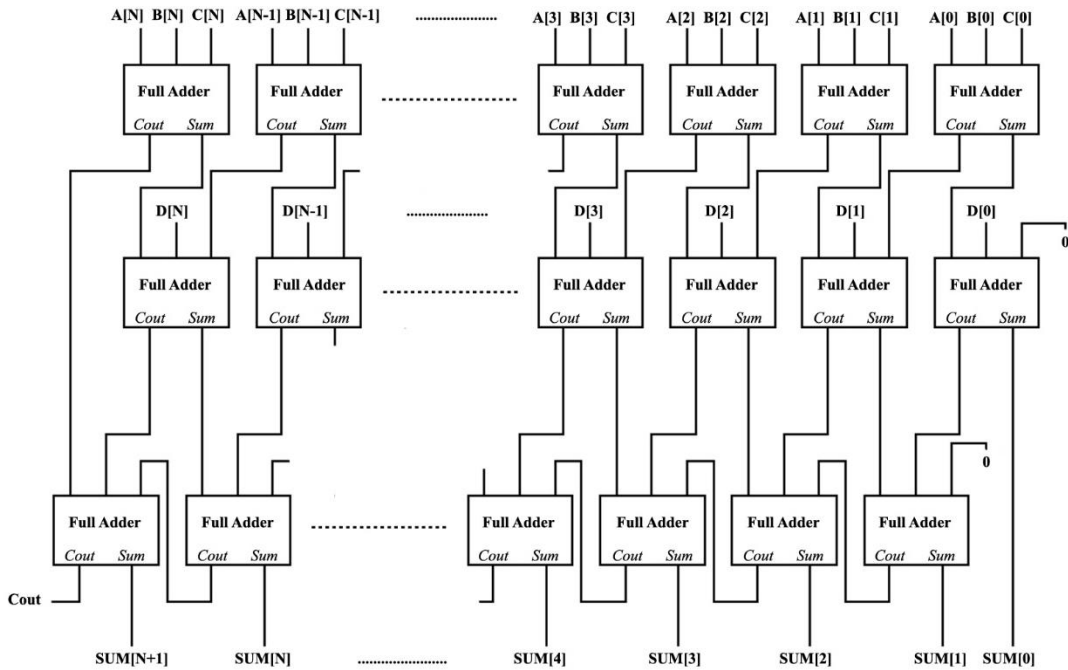 A[N] B[N] C[N] A[N-1] B[N-1] C[N-1] A[3] B[3] C[3] A[2] B[2] C[2] A[1] B[1] C[1] A[0] B[0] C[0]
Full Adder Full Adder Full Adder Full Adder Full Adder Full Adder
Cout Sum Cout Sum Cout Sum Cout Sum Cout Sum Cout Sum
D[N] D[N-1] D[3] D[2] D[1] D[0]
0
Full Adder Full Adder Full Adder Full Adder Full Adder Full Adder
Cout Sum Cout Sum Cout Sum Cout Sum Cout Sum Cout Sum
0
Full Adder Full Adder Full Adder Full Adder Full Adder Full Adder
Cout Sum Cout Sum Cout Sum Cout Sum Cout Sum Cout Sum
Cout
SUM[N+1] SUM[N] SUM[4] SUM[3] SUM[2] SUM[1] SUM[0]